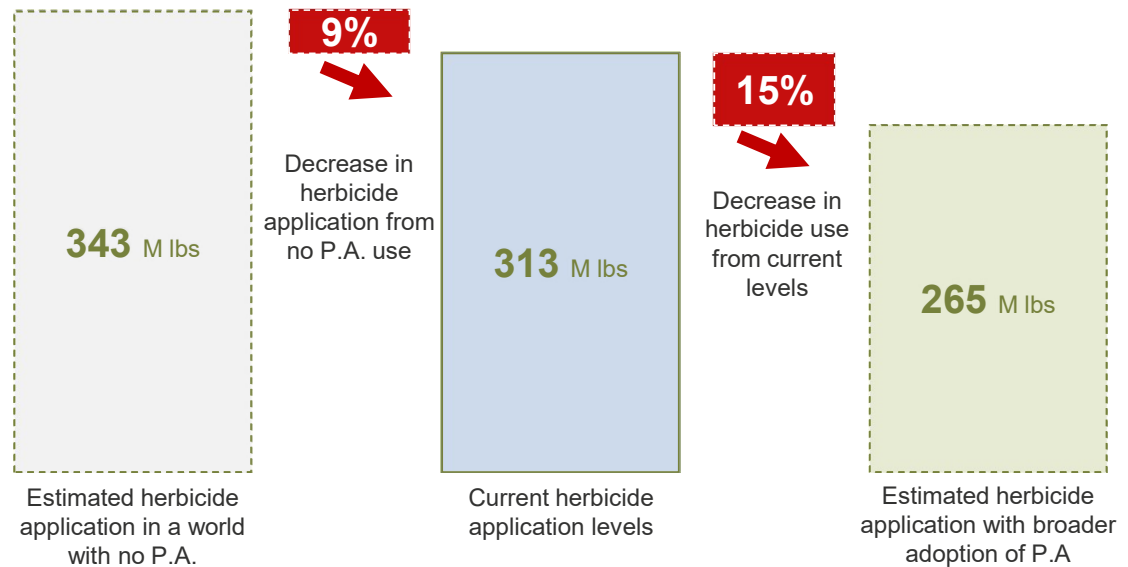 9%
Decrease in
herbicide
application from
no P.A. use
15%
Decrease in
herbicide use
from current
levels
343 M lbs
313 M lbs
265 M lbs
Estimated herbicide
application in a world
with no P.A.
Current herbicide
application levels
Estimated herbicide
application with broader
adoption of P.A